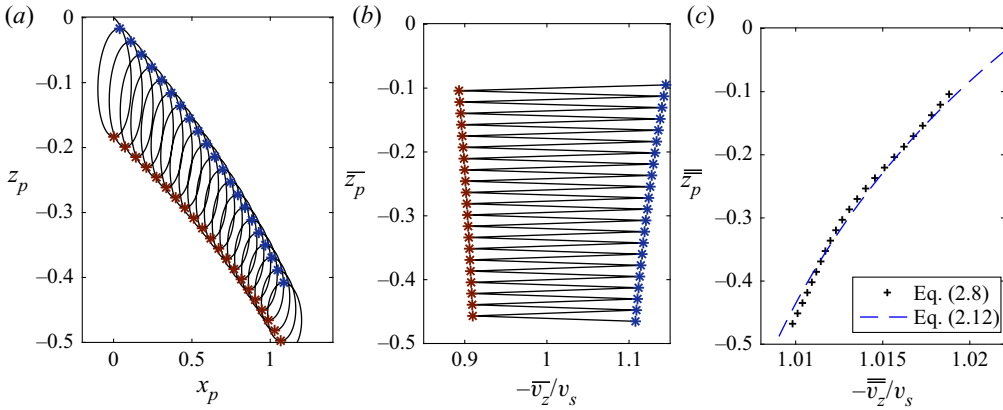 (a)
0
–0.1
–0.2
–0.3
–0.4
–0.5
z_p
0
0.5
1
x_p
(b)
0
–0.1
–0.2
–0.3
–0.4
–0.5
z̅_p̅
0.9
1
1.1
–v̅_z̅/v_s
(c)
0
–0.1
–0.2
–0.3
–0.4
–0.5
z̿_p̿
Eq. (2.8)
Eq. (2.12)
1.01
1.015
1.02
–v̿_z̿/v_s